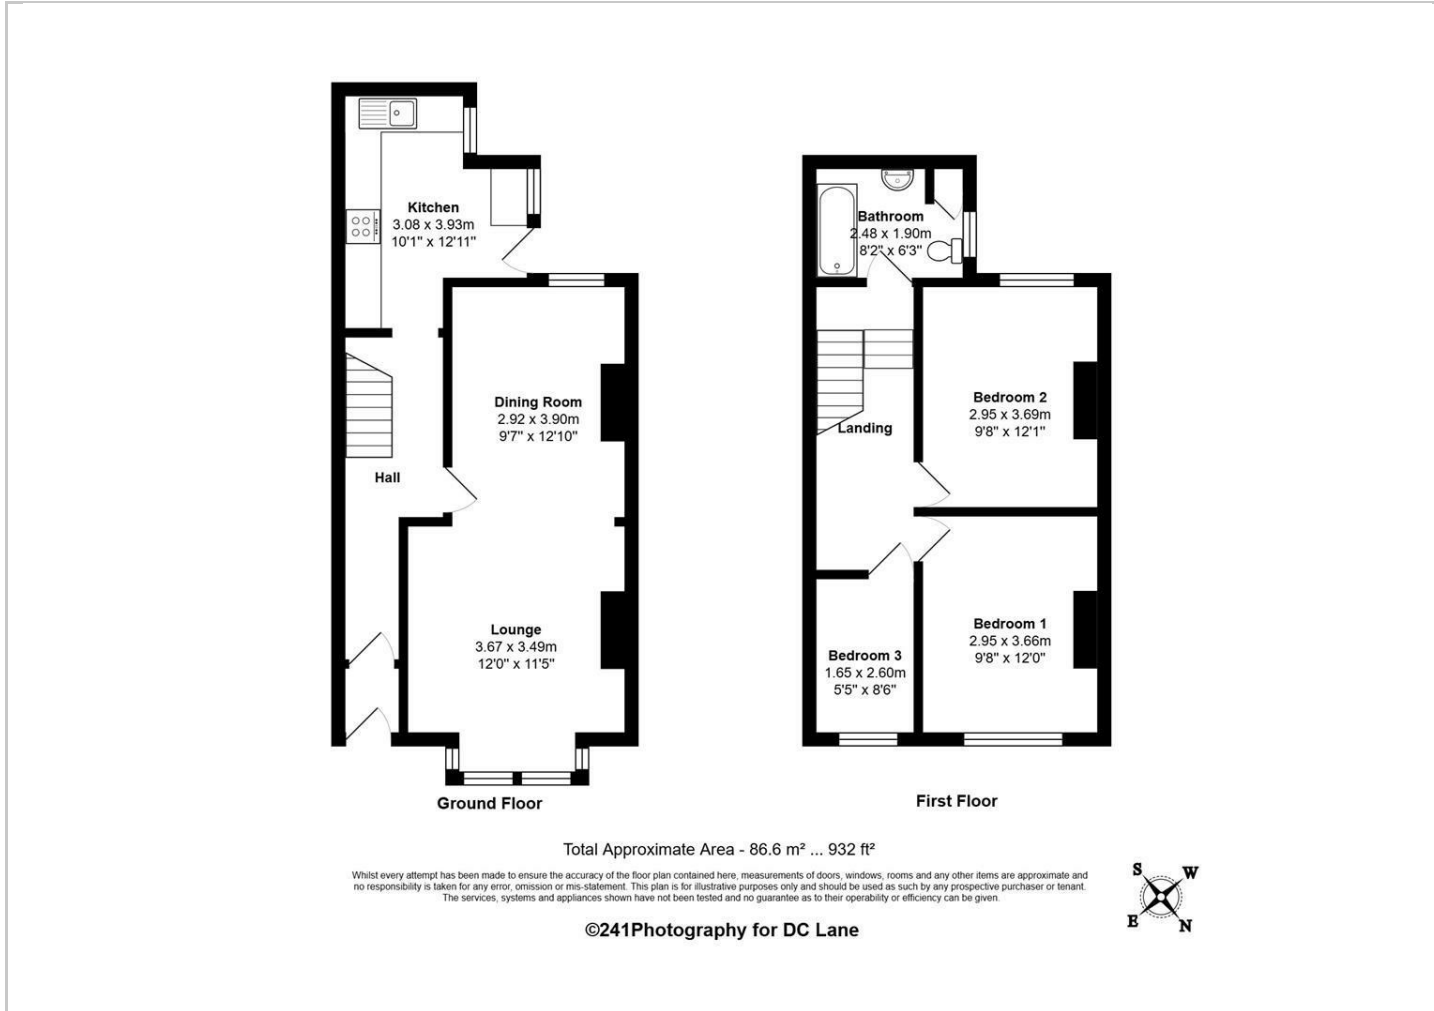 Kitchen
3.08 x 3.93m
10'1" x 12'11"
Dining Room
2.92 x 3.90m
9'7" x 12'10"
Hall
Lounge
3.67 x 3.49m
12'0" x 11'5"
Ground Floor
Bathroom
2.48 x 1.90m
8'2" x 6'3"
Bedroom 2
2.95 x 3.69m
9'8" x 12'1"
Landing
Bedroom 1
2.95 x 3.66m
9'8" x 12'0"
Bedroom 3
1.65 x 2.60m
5'5" x 8'6"
First Floor
Total Approximate Area - 86.6 m² ... 932 ft²
Whilst every attempt has been made to ensure the accuracy of the floor plan contained here, measurements of doors, windows, rooms and any other items are approximate and
no responsibility is taken for any error, omission or mis-statement. This plan is for illustrative purposes only and should be used as such by any prospective purchaser or tenant.
The services, systems and appliances shown have not been tested and no guarantee as to their operability or efficiency can be given.
©241Photography for DC Lane
S W
E N